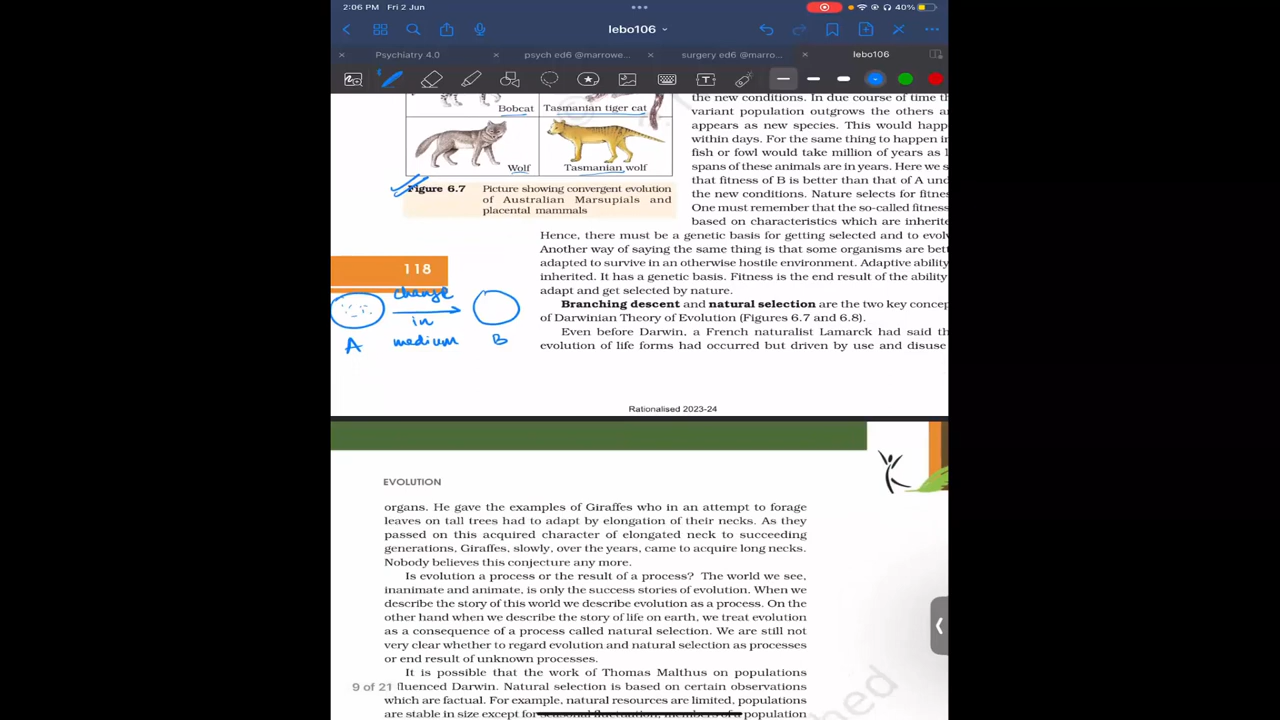 2:06 PM Fri 2 Jun
40%
lebo106
Psychiatry 4.0
psych ed6 @marrowe...
surgery ed6 @marro...
lebo106
Bobcat
Tasmanian tiger cat
Wolf
Tasmanian wolf
Figure 6.7 Picture showing convergent evolution
of Australian Marsupials and
placental mammals
the new conditions. In due course of time th
variant population outgrows the others an
appears as new species. This would happ
within days. For the same thing to happen in
fish or fowl would take million of years as l
spans of these animals are in years. Here we s
that fitness of B is better than that of A und
the new conditions. Nature selects for fitne
One must remember that the so-called fitness
based on characteristics which are inherite
Hence, there must be a genetic basis for getting selected and to evolv
Another way of saying the same thing is that some organisms are bett
adapted to survive in an otherwise hostile environment. Adaptive ability
inherited. It has a genetic basis. Fitness is the end result of the ability
adapt and get selected by nature.
Branching descent and natural selection are the two key concep
of Darwinian Theory of Evolution (Figures 6.7 and 6.8).
Even before Darwin, a French naturalist Lamarck had said th
evolution of life forms had occurred but driven by use and disuse
118
change
in
medium
A
B
Rationalised 2023-24
EVOLUTION
organs. He gave the examples of Giraffes who in an attempt to forage
leaves on tall trees had to adapt by elongation of their necks. As they
passed on this acquired character of elongated neck to succeeding
generations, Giraffes, slowly, over the years, came to acquire long necks.
Nobody believes this conjecture any more.
Is evolution a process or the result of a process? The world we see,
inanimate and animate, is only the success stories of evolution. When we
describe the story of this world we describe evolution as a process. On the
other hand when we describe the story of life on earth, we treat evolution
as a consequence of a process called natural selection. We are still not
very clear whether to regard evolution and natural selection as processes
or end result of unknown processes.
It is possible that the work of Thomas Malthus on populations
9 of 21 fluenced Darwin. Natural selection is based on certain observations
which are factual. For example, natural resources are limited, populations
are stable in size except for seasonal fluctuation, members of a population